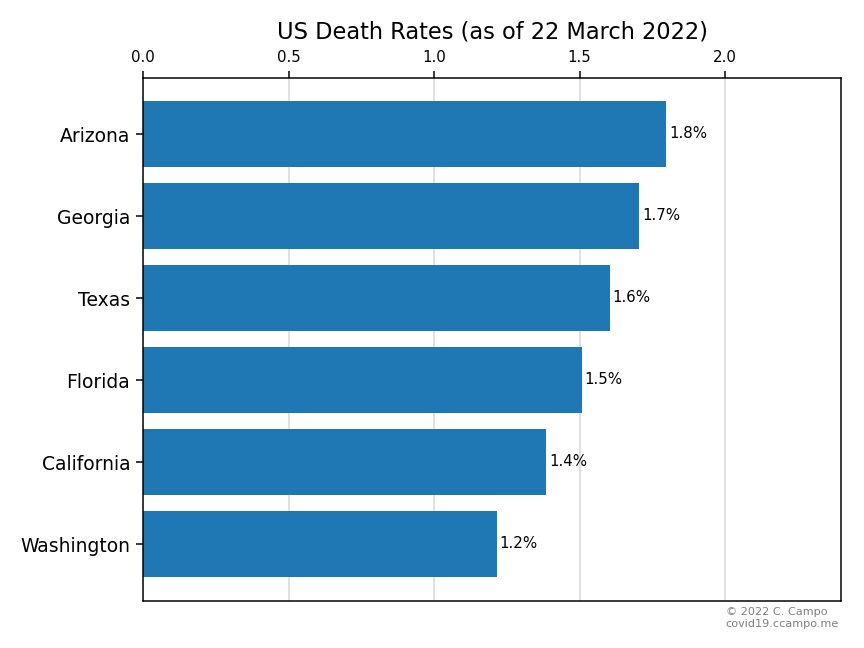 US Death Rates (as of 22 March 2022)
0.0 0.5 1.0 1.5 2.0
Arizona 1.8%
Georgia 1.7%
Texas 1.6%
Florida 1.5%
California 1.4%
Washington 1.2%
© 2022 C. Campo
covid19.ccampo.me